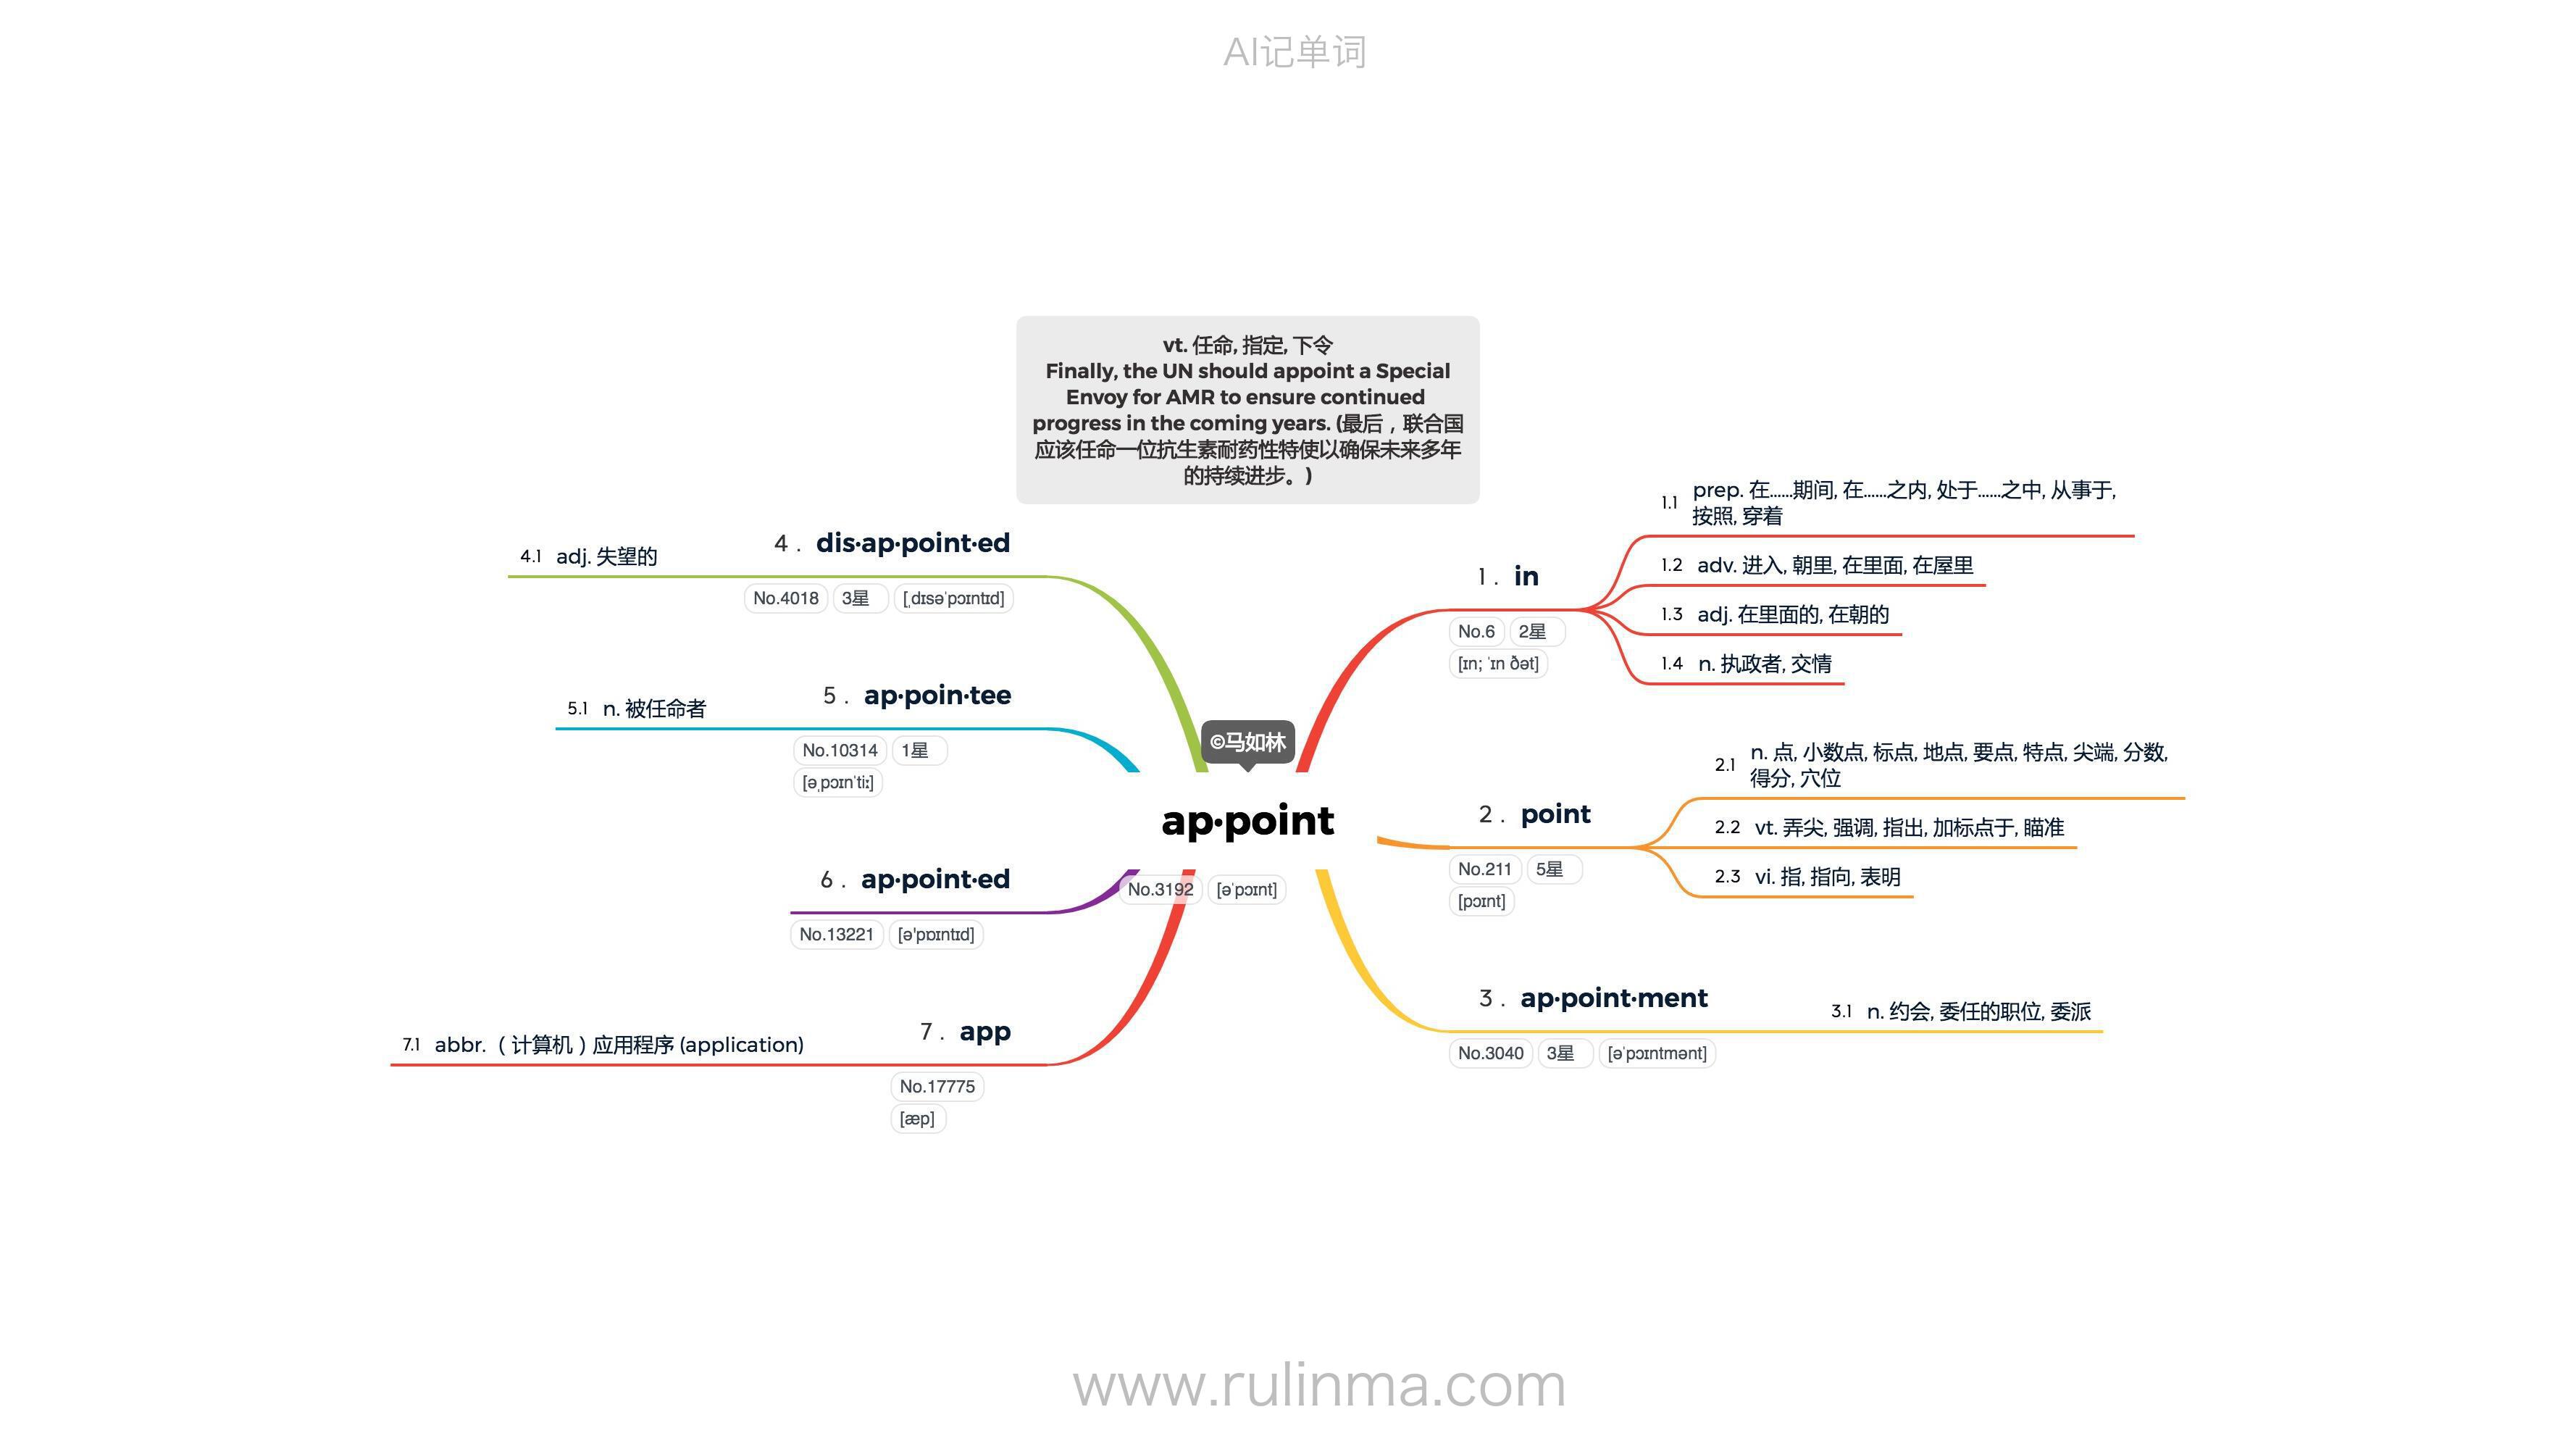 AI记单词
vt. 任命, 指定, 下令
Finally, the UN should appoint a Special
Envoy for AMR to ensure continued
progress in the coming years. (最后，联合国
应该任命一位抗生素耐药性特使以确保未来多年
的持续进步。)
©马如林
ap·point
No.3192 [əˈpɔɪnt]
1. in
No.6 2星
[ɪn; ˈɪn ðət]
1.1 prep. 在……期间, 在……之内, 处于……之中, 从事于,
按照, 穿着
1.2 adv. 进入, 朝里, 在里面, 在屋里
1.3 adj. 在里面的, 在朝的
1.4 n. 执政者, 交情
2. point
No.211 5星
[pɔɪnt]
2.1 n. 点, 小数点, 标点, 地点, 要点, 特点, 尖端, 分数,
得分, 穴位
2.2 vt. 弄尖, 强调, 指出, 加标点于, 瞄准
2.3 vi. 指, 指向, 表明
3. ap·point·ment
No.3040 3星 [əˈpɔɪntmənt]
3.1 n. 约会, 委任的职位, 委派
4. dis·ap·point·ed
No.4018 3星 [ˌdɪsəˈpɔɪntɪd]
4.1 adj. 失望的
5. ap·poin·tee
No.10314 1星
[əˌpɔɪnˈtiː]
5.1 n. 被任命者
6. ap·point·ed
No.13221 [ə'pɒɪntɪd]
7. app
No.17775
[æp]
7.1 abbr.（计算机）应用程序 (application)
www.rulinma.com